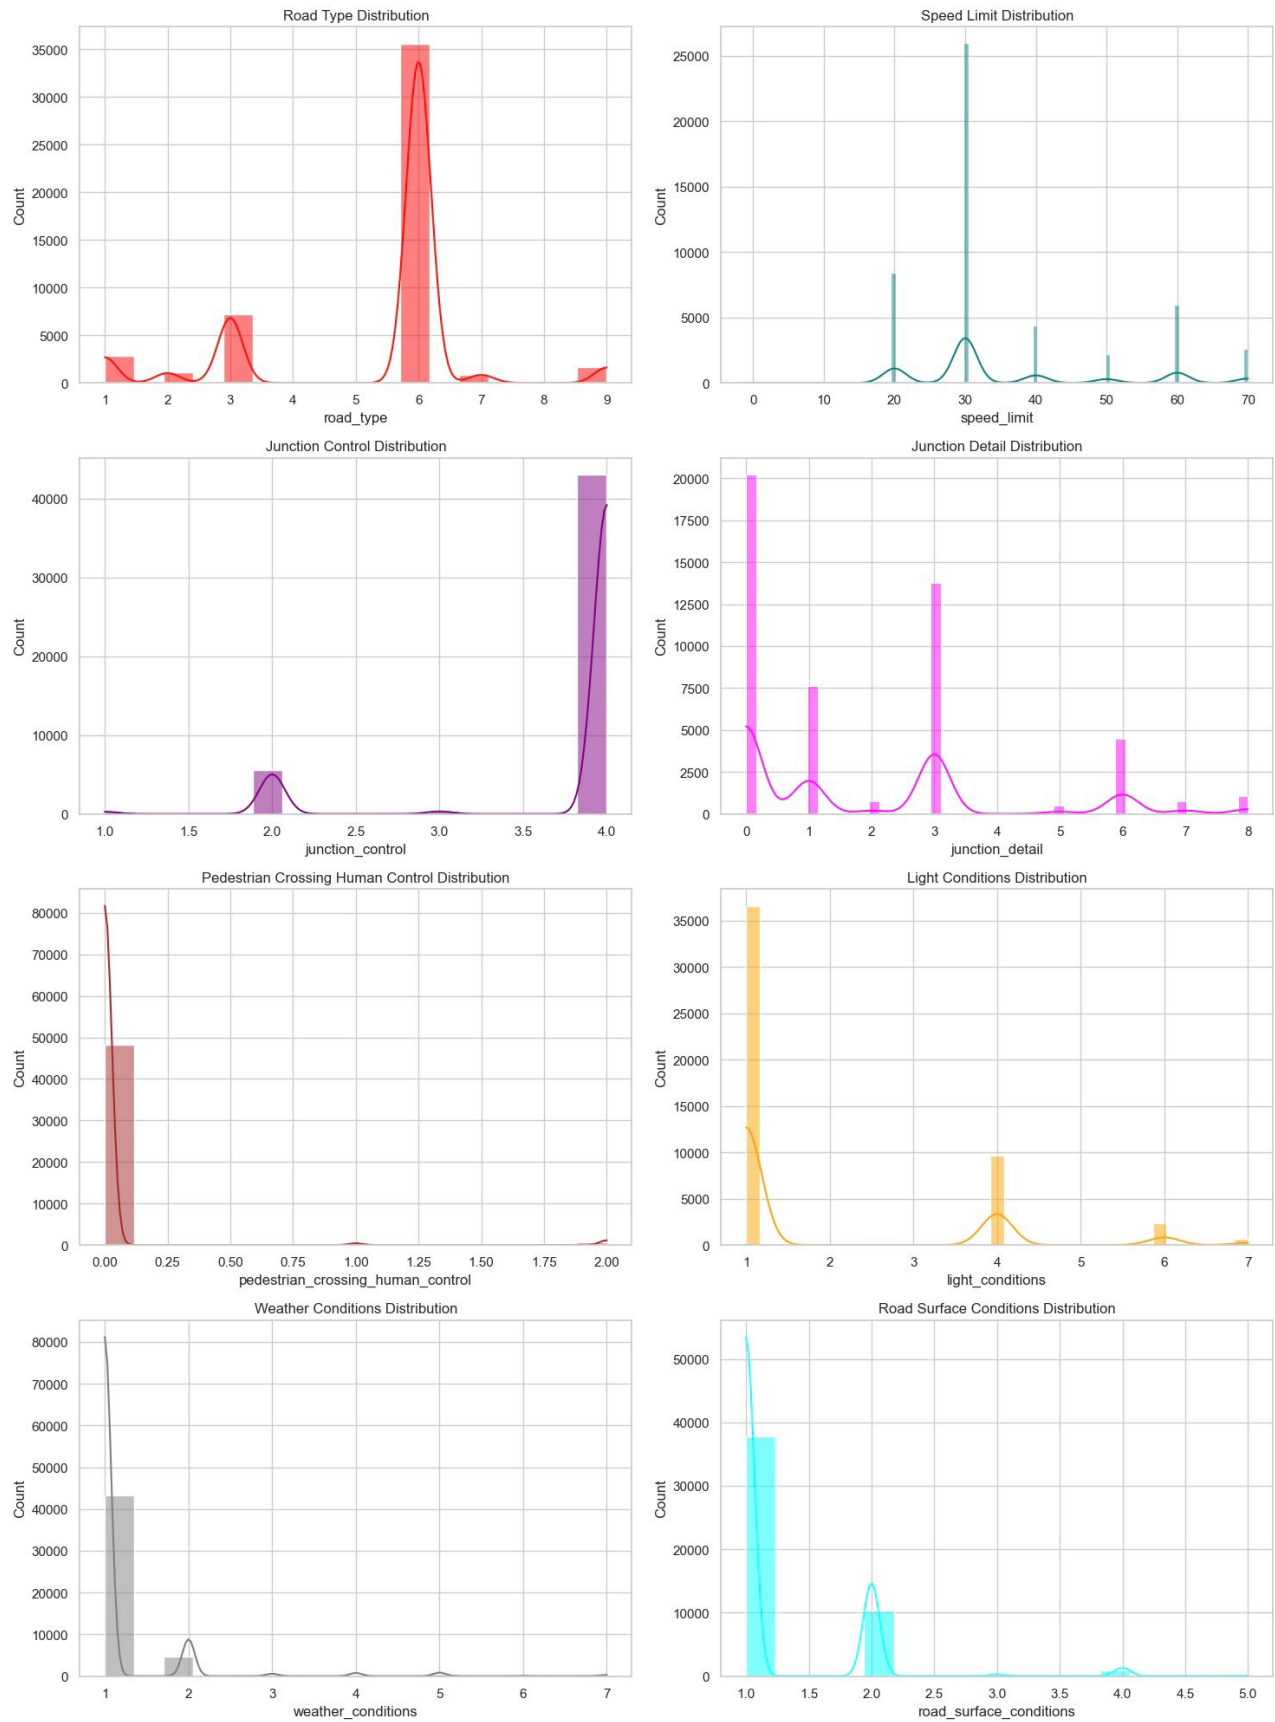 Road Type Distribution
35000
30000
25000
20000
15000
10000
5000
0
Count
1 2 3 4 5 6 7 8 9
road_type
Speed Limit Distribution
25000
20000
15000
10000
5000
0
Count
0 10 20 30 40 50 60 70
speed_limit
Junction Control Distribution
40000
30000
20000
10000
0
Count
1.0 1.5 2.0 2.5 3.0 3.5 4.0
junction_control
Junction Detail Distribution
20000
17500
15000
12500
10000
7500
5000
2500
0
Count
0 1 2 3 4 5 6 7 8
junction_detail
Pedestrian Crossing Human Control Distribution
80000
70000
60000
50000
40000
30000
20000
10000
0
Count
0.00 0.25 0.50 0.75 1.00 1.25 1.50 1.75 2.00
pedestrian_crossing_human_control
Light Conditions Distribution
35000
30000
25000
20000
15000
10000
5000
0
Count
1 2 3 4 5 6 7
light_conditions
Weather Conditions Distribution
80000
70000
60000
50000
40000
30000
20000
10000
0
Count
1 2 3 4 5 6 7
weather_conditions
Road Surface Conditions Distribution
50000
40000
30000
20000
10000
0
Count
1.0 1.5 2.0 2.5 3.0 3.5 4.0 4.5 5.0
road_surface_conditions